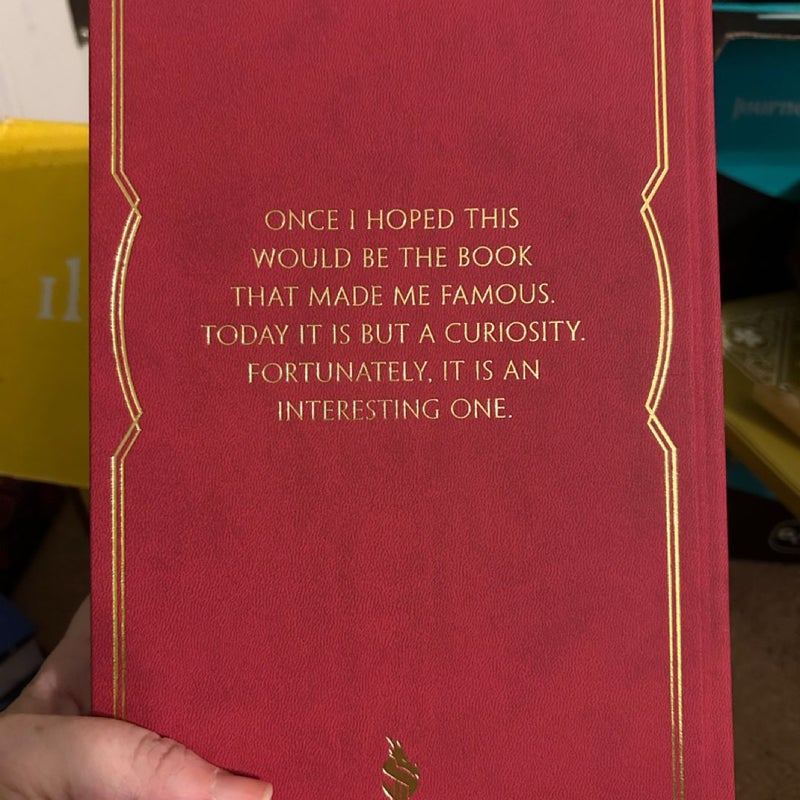 ONCE I HOPED THIS
WOULD BE THE BOOK
THAT MADE ME FAMOUS.
TODAY IT IS BUT A CURIOSITY.
FORTUNATELY, IT IS AN
INTERESTING ONE.